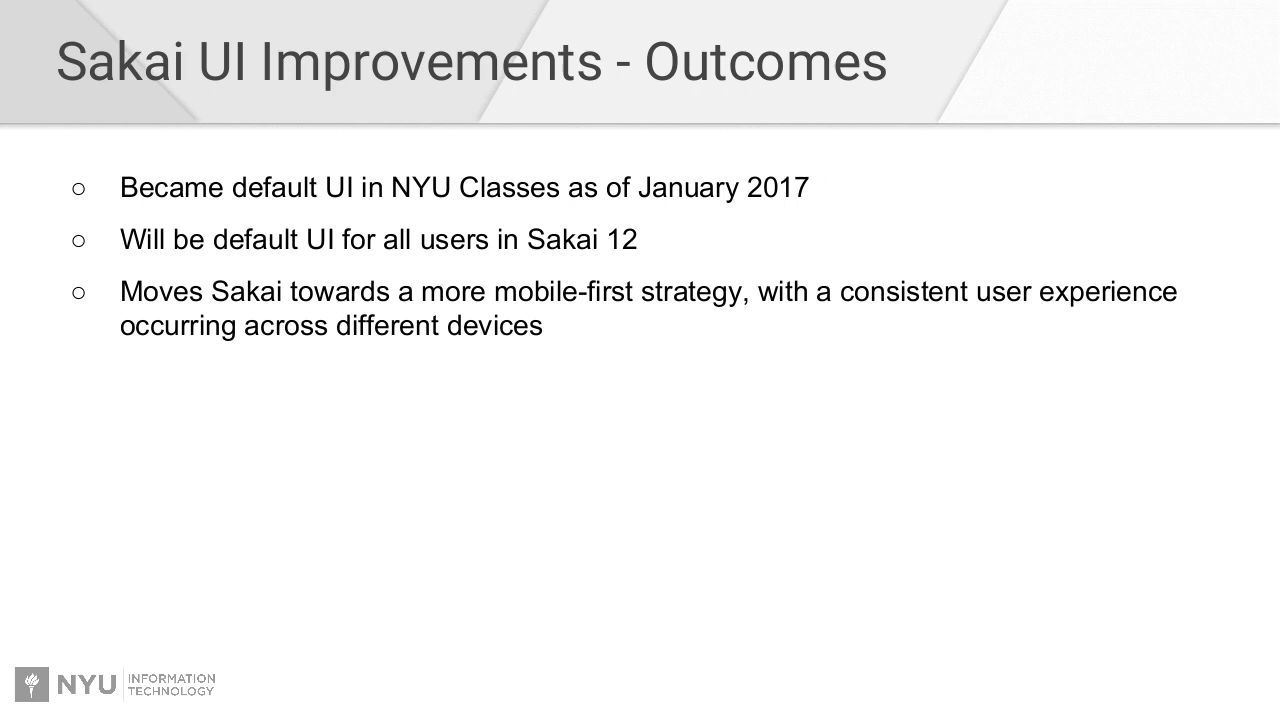 Sakai UI Improvements - Outcomes
○ Became default UI in NYU Classes as of January 2017
○ Will be default UI for all users in Sakai 12
○ Moves Sakai towards a more mobile-first strategy, with a consistent user experience
occurring across different devices
NYU INFORMATION
TECHNOLOGY